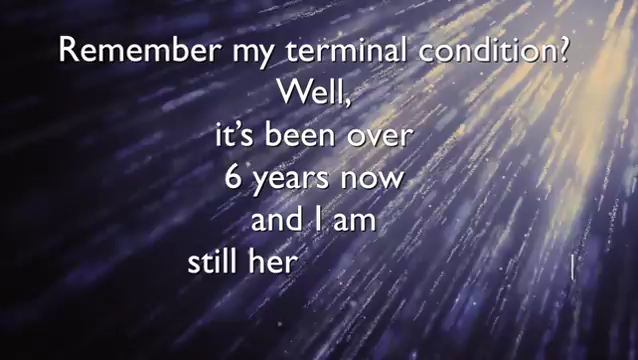 Remember my terminal condition?
Well,
it's been over
6 years now
and I am
still her